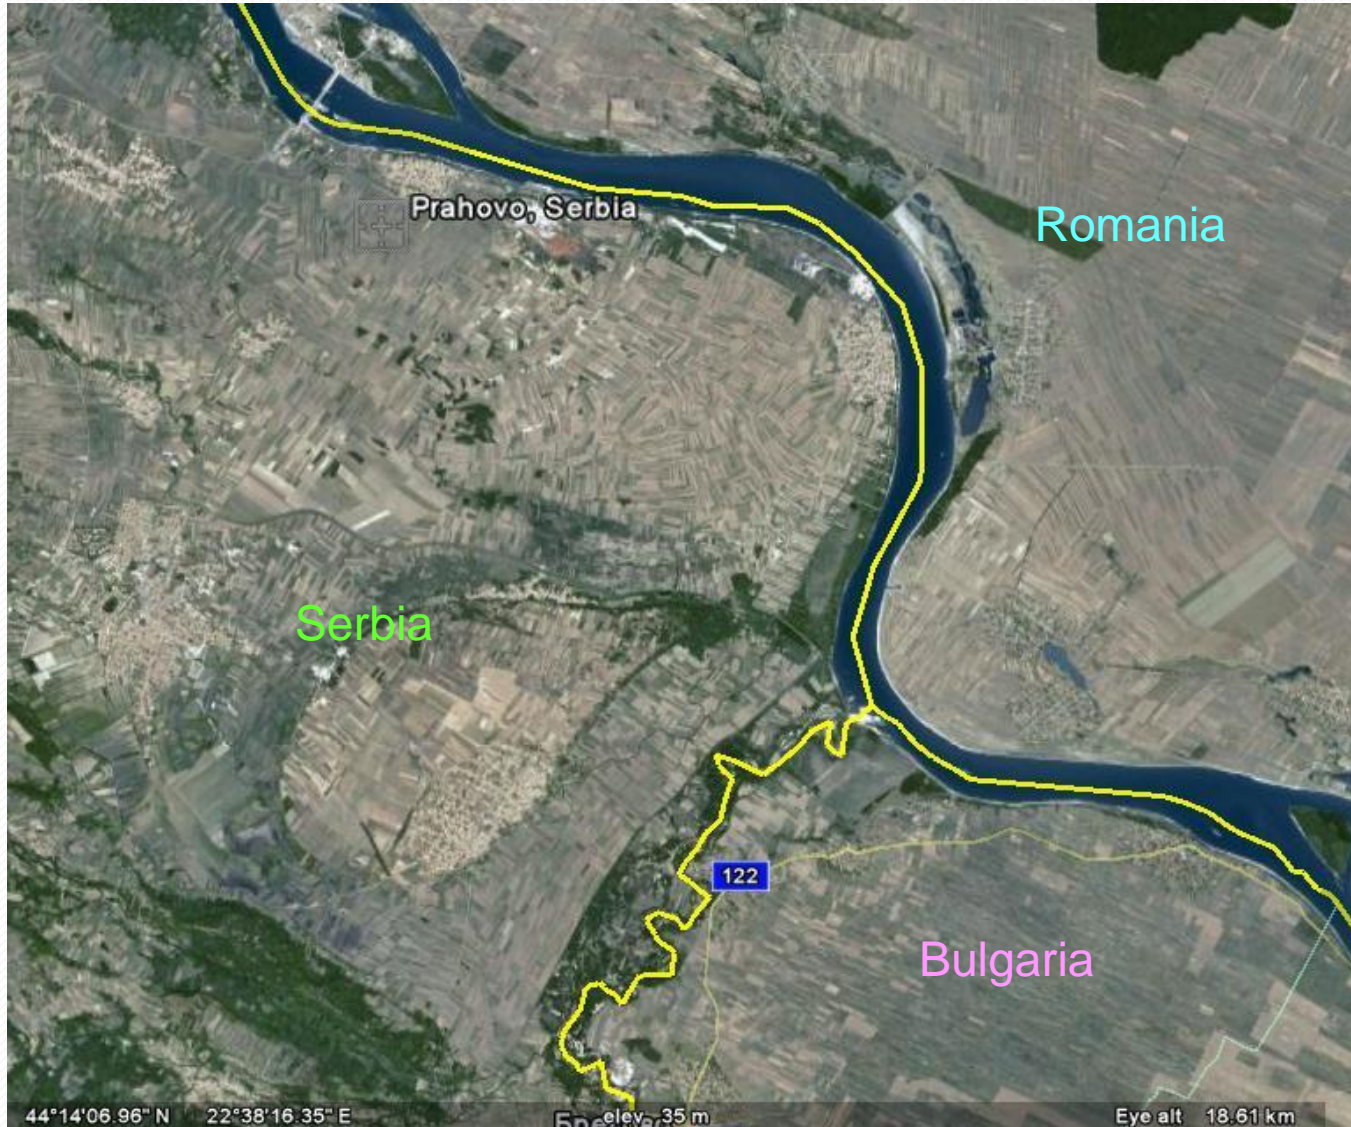 Prahovo, Serbia
Romania
Serbia
122
Bulgaria
44°14'06.96" N 22°38'16.35" E elev 35 m Eye alt 18.61 km